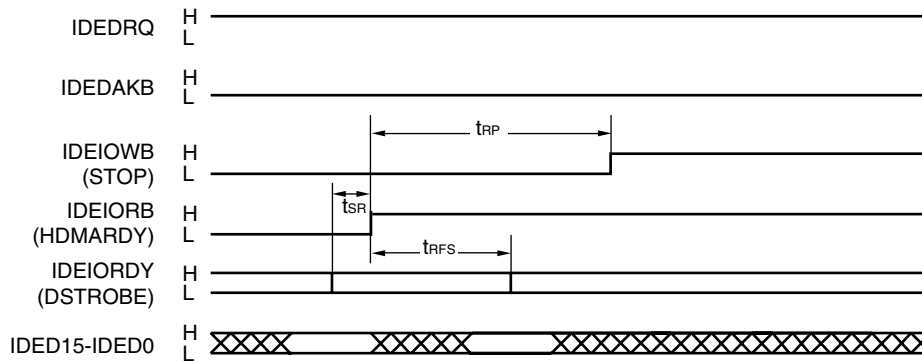 IDEDRQ H
L
IDEDAKB H
L
tRP
IDEIOWB H
(STOP) L
tSR
IDEIORB H
(HDMARDY) L
tRFS
IDEIORDY H
(DSTROBE) L
IDED15-IDED0 H
L